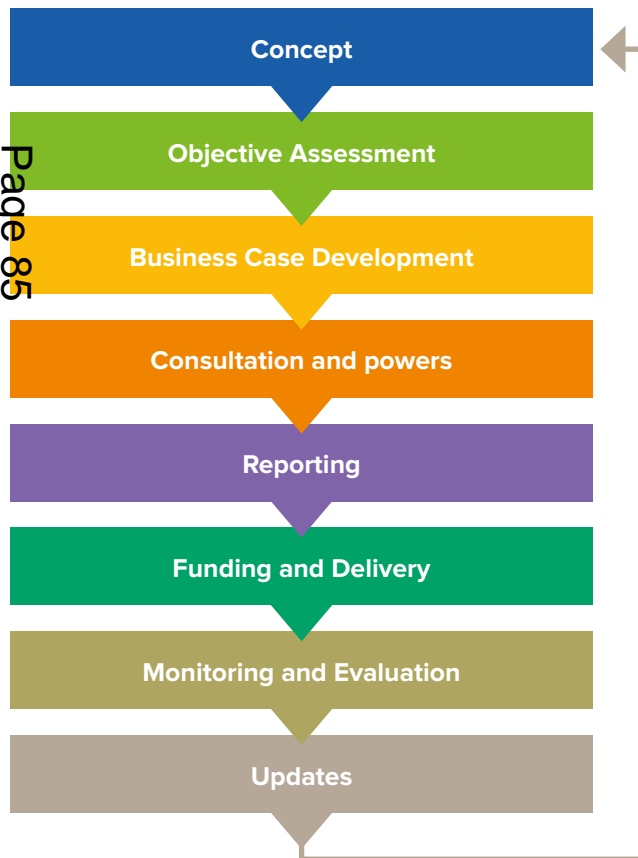 Concept
Objective Assessment
Page 85
Business Case Development
Consultation and powers
Reporting
Funding and Delivery
Monitoring and Evaluation
Updates